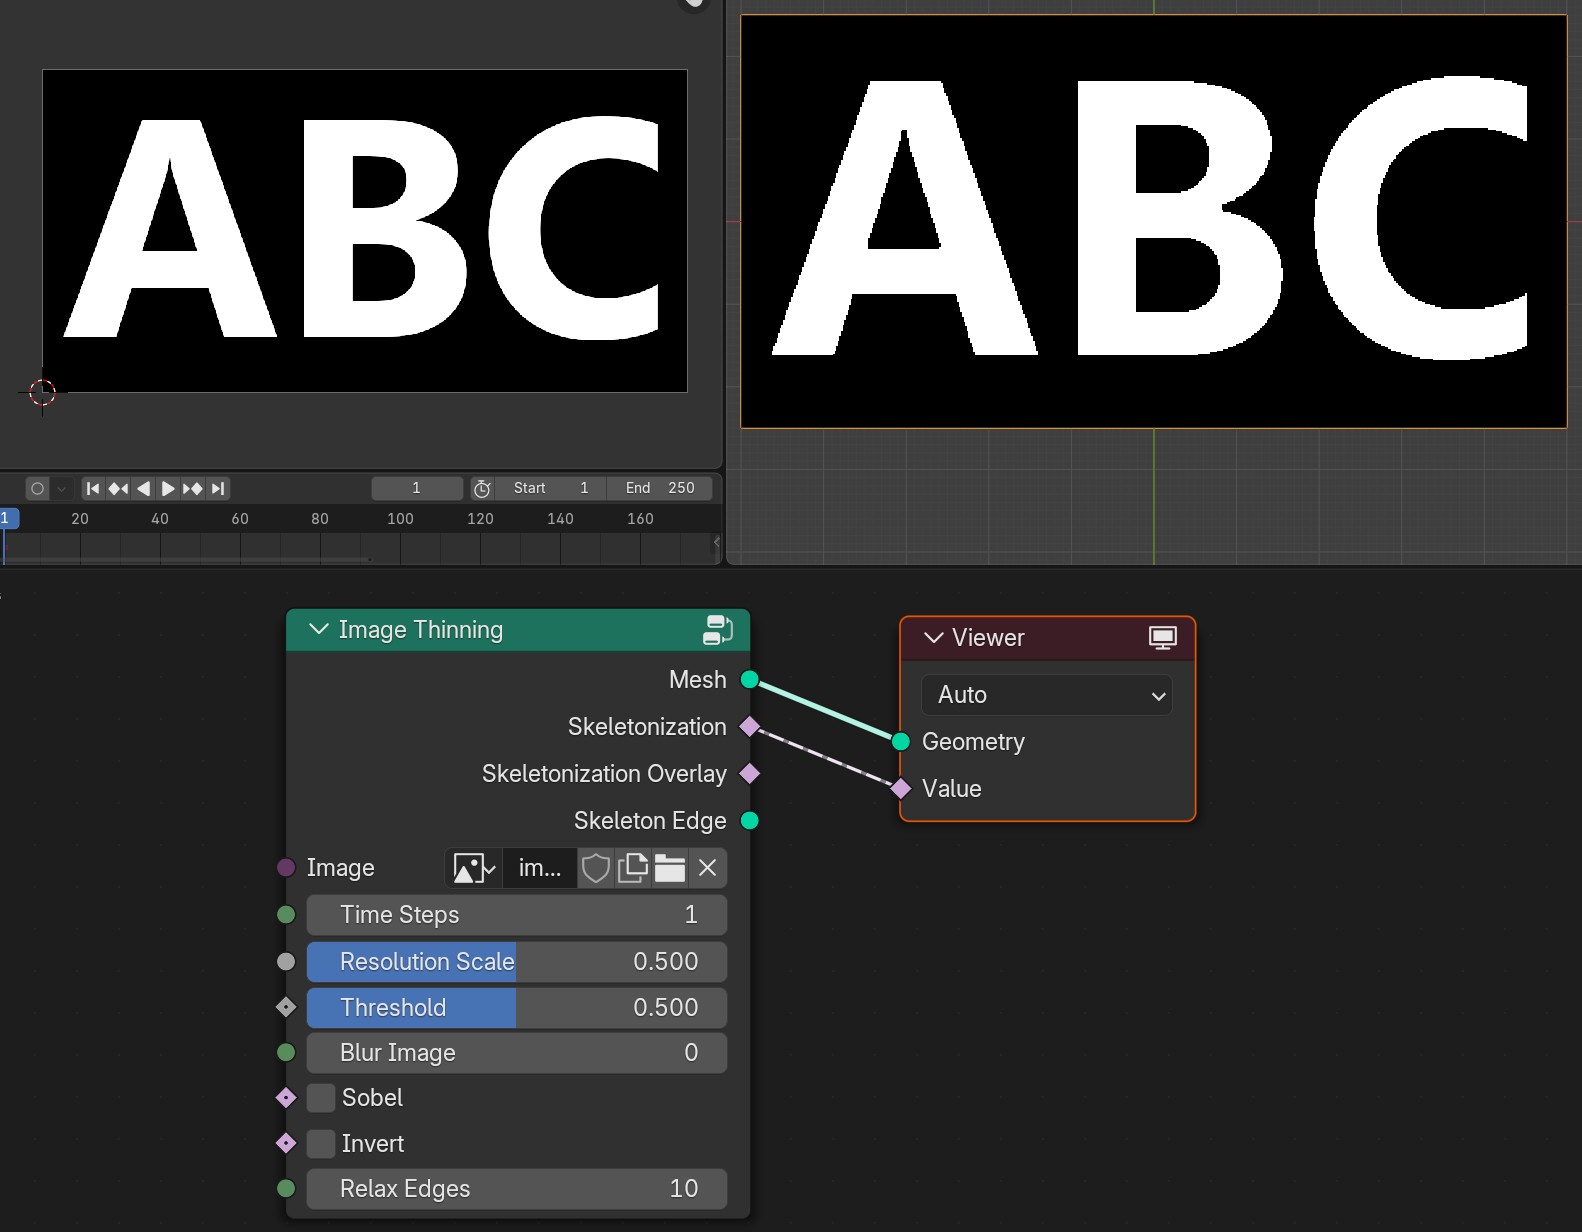 ABC
ABC
1
Start 1
End 250
1 20 40 60 80 100 120 140 160
Image Thinning
Mesh
Skeletonization
Skeletonization Overlay
Skeleton Edge
Image im...
Time Steps 1
Resolution Scale 0.500
Threshold 0.500
Blur Image 0
Sobel
Invert
Relax Edges 10
Viewer
Auto
Geometry
Value